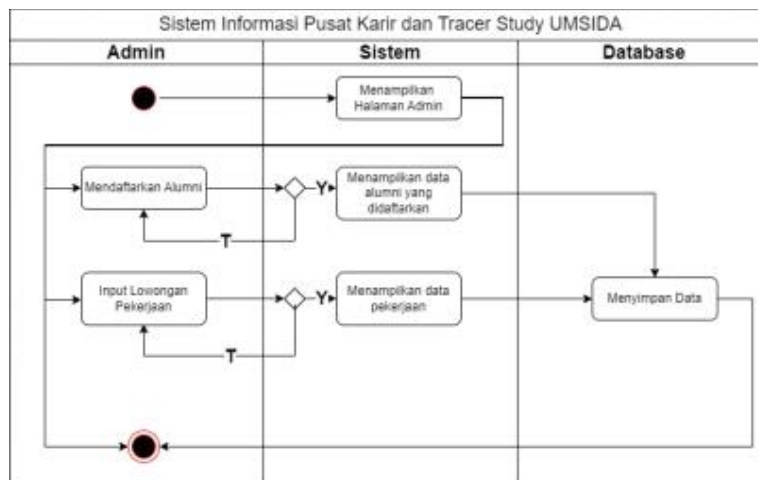 Sistem Informasi Pusat Karir dan Tracer Study UMSIDA
Admin
Sistem
Database
Menampilkan
Halaman Admin
Mendaftarkan Alumni
Y
Menampilkan data
alumni yang
didaftarkan
T
Input Lowongan
Pekerjaan
Y
Menampilkan data
pekerjaan
Menyimpan Data
T